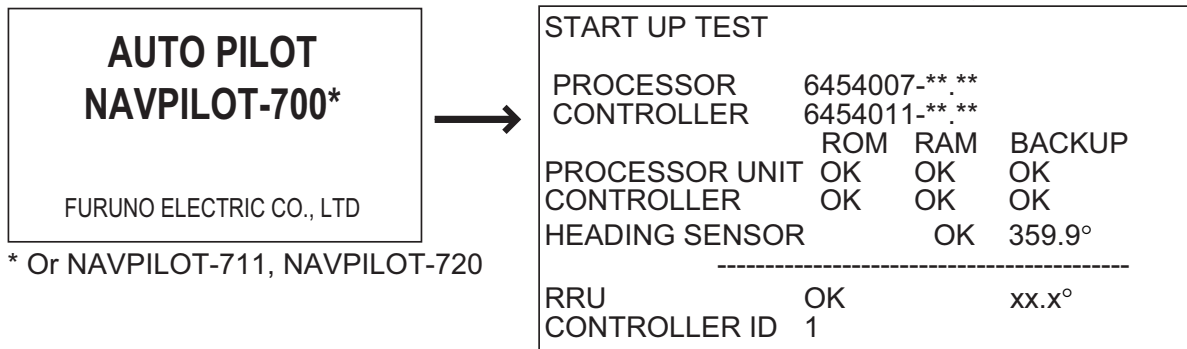 AUTO PILOT
NAVPILOT-700*
FURUNO ELECTRIC CO., LTD
* Or NAVPILOT-711, NAVPILOT-720
START UP TEST
PROCESSOR 6454007-**.**
CONTROLLER 6454011-**.**
ROM RAM BACKUP
PROCESSOR UNIT OK OK OK
CONTROLLER OK OK OK
HEADING SENSOR OK 359.9°
-------------------------------------------
RRU OK xx.x°
CONTROLLER ID 1